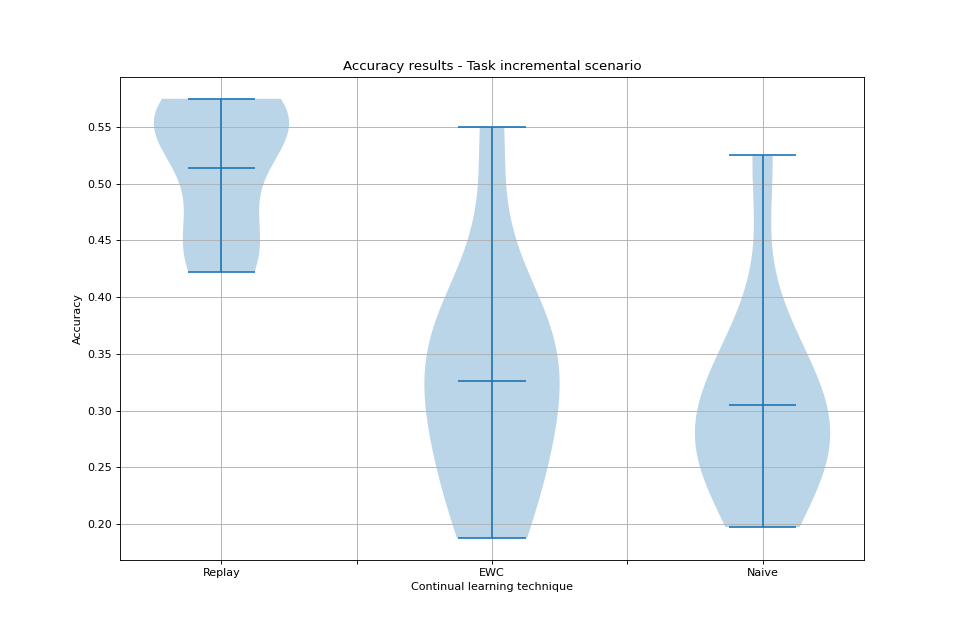 Accuracy results - Task incremental scenario
0.55
0.50
0.45
0.40
0.35
0.30
0.25
0.20
Accuracy
Replay
EWC
Naive
Continual learning technique